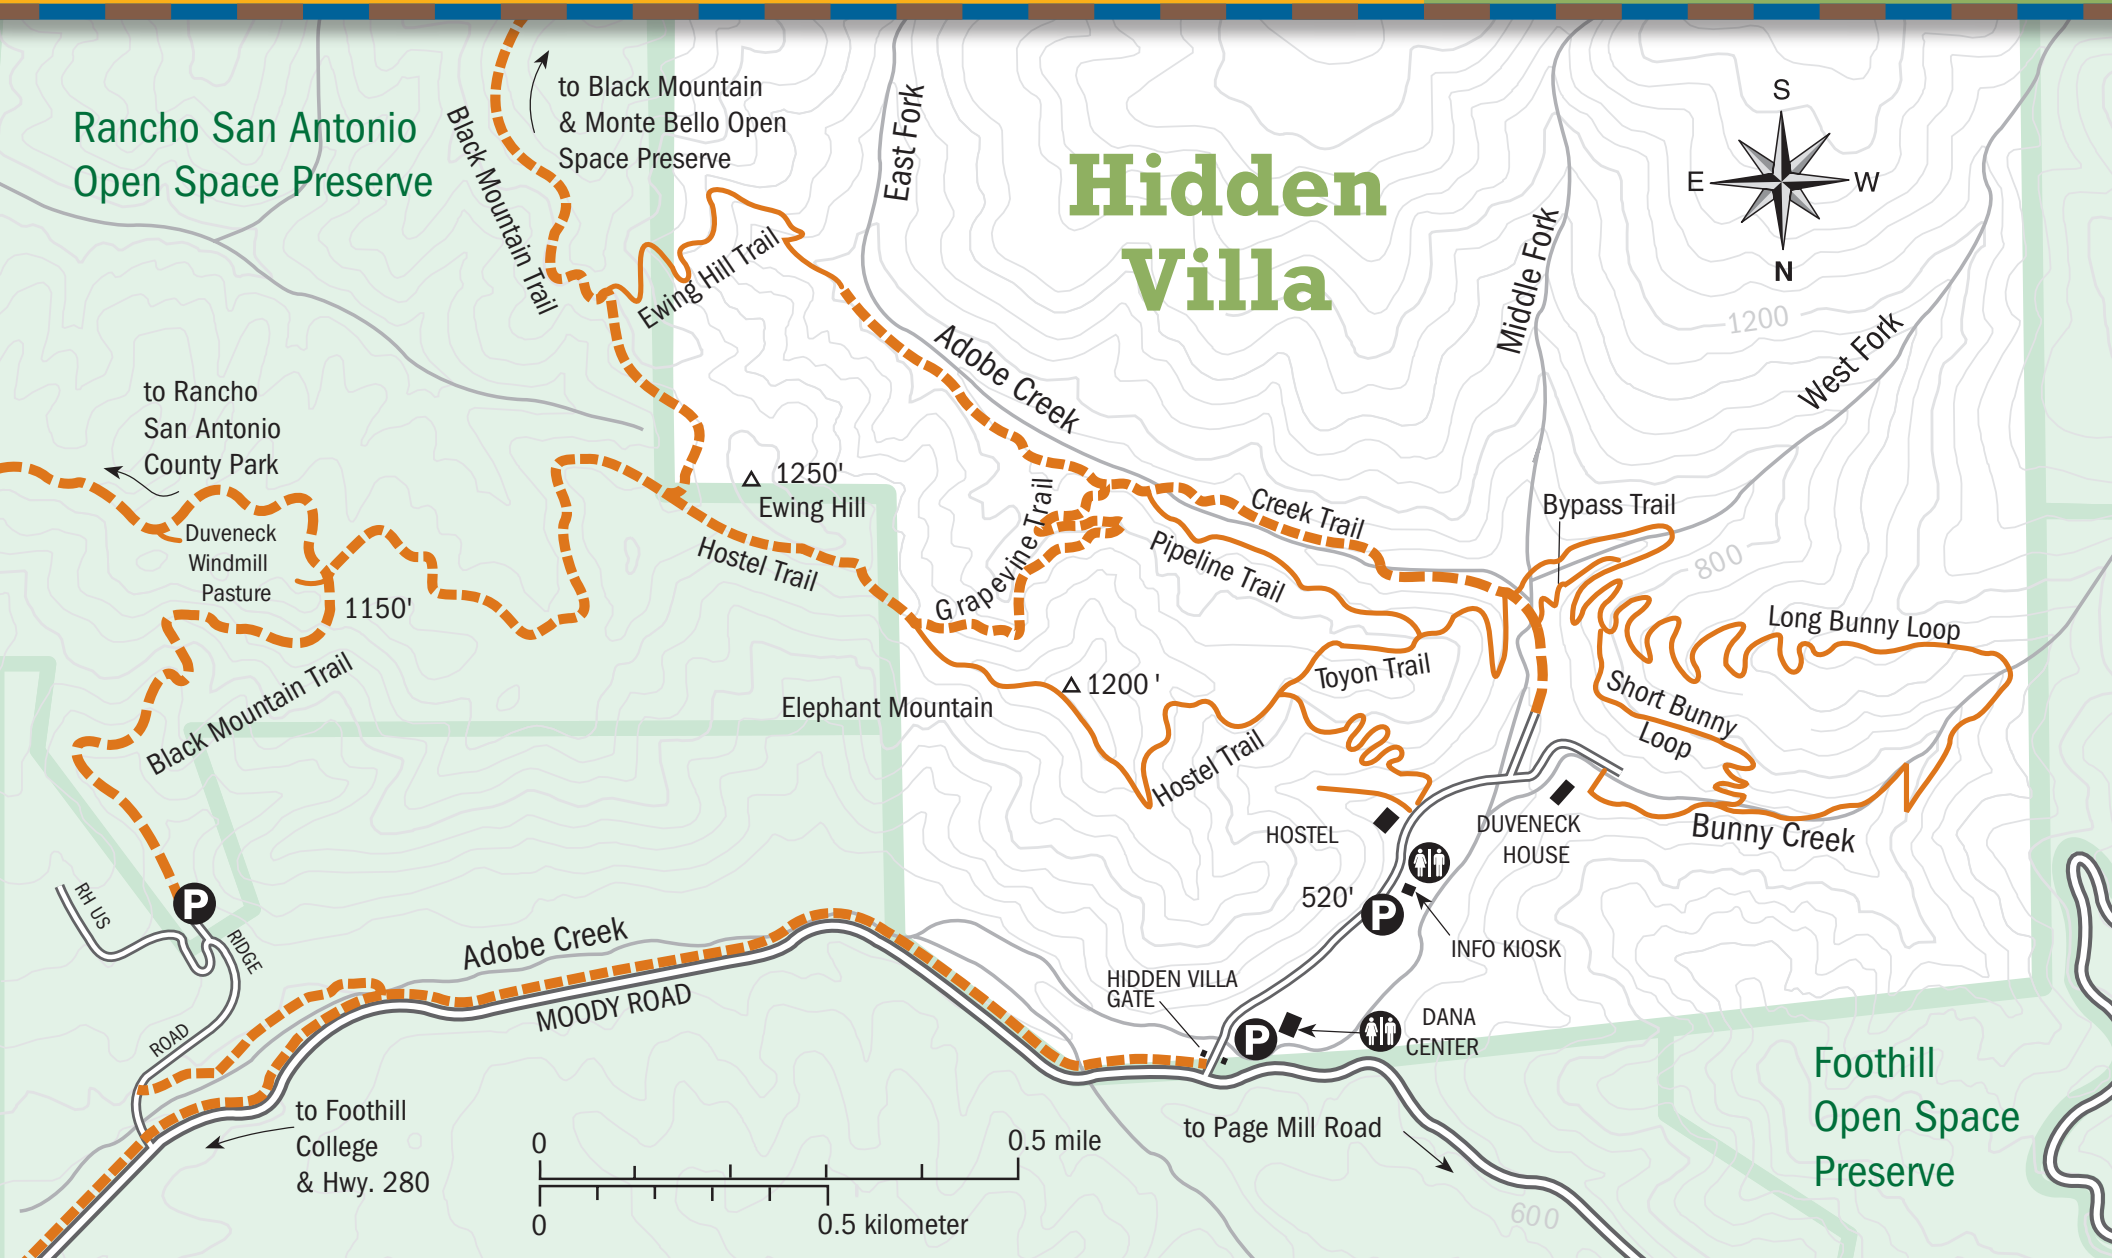 Rancho San Antonio
Open Space Preserve
to Black Mountain
& Monte Bello Open
Space Preserve
Black Mountain Trail
East Fork
Hidden
Villa
S
E
W
N
Middle Fork
1200
West Fork
Ewing Hill Trail
Adobe Creek
to Rancho
San Antonio
County Park
Duveneck
Windmill
Pasture
1150'
1250'
Ewing Hill
Hostel Trail
Grapevine Trail
Creek Trail
Pipeline Trail
Bypass Trail
800
Long Bunny Loop
Black Mountain Trail
Elephant Mountain
1200 '
Toyon Trail
Short Bunny
Loop
Hostel Trail
HOSTEL
DUVENECK
HOUSE
Bunny Creek
520'
P
INFO KIOSK
P
RH US
RIDGE
ROAD
Adobe Creek
MOODY ROAD
HIDDEN VILLA
GATE
P
DANA
CENTER
Foothill
Open Space
Preserve
to Foothill
College
& Hwy. 280
to Page Mill Road
0
0.5 mile
0
0.5 kilometer
600